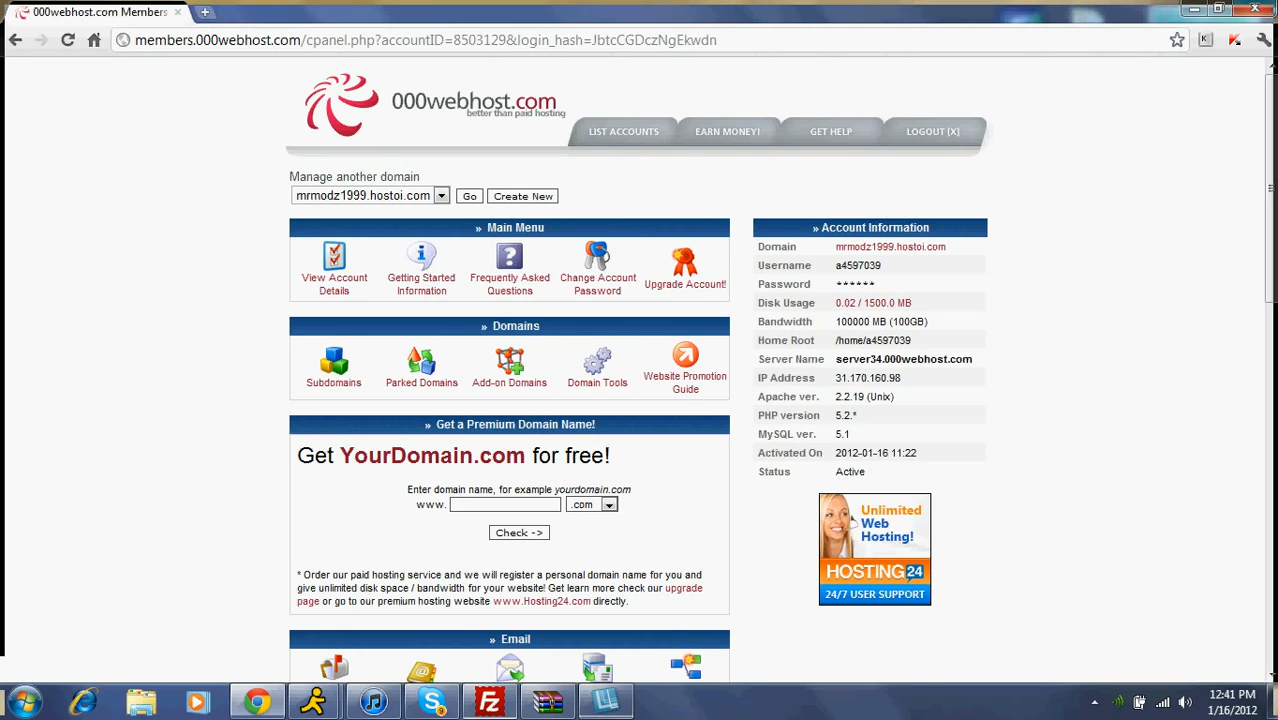 000webhost.com Members
members.000webhost.com/cpanel.php?accountID=8503129&login_hash=JbtcCGDczNgEkwdn
000webhost.com
better than paid hosting
LIST ACCOUNTS
EARN MONEY!
GET HELP
LOGOUT [X]
Manage another domain
mrmodz1999.hostoi.com
Go
Create New
» Main Menu
View Account
Details
Getting Started
Information
Frequently Asked
Questions
Change Account
Password
Upgrade Account!
» Domains
Subdomains
Parked Domains
Add-on Domains
Domain Tools
Website Promotion
Guide
» Get a Premium Domain Name!
Get YourDomain.com for free!
Enter domain name, for example yourdomain.com
www.
.com
Check ->
* Order our paid hosting service and we will register a personal domain name for you and
give unlimited disk space / bandwidth for your website! Get learn more check our upgrade
page or go to our premium hosting website www.Hosting24.com directly.
» Email
» Account Information
Domain mrmodz1999.hostoi.com
Username a4597039
Password ******
Disk Usage 0.02 / 1500.0 MB
Bandwidth 100000 MB (100GB)
Home Root /home/a4597039
Server Name server34.000webhost.com
IP Address 31.170.160.98
Apache ver. 2.2.19 (Unix)
PHP version 5.2.*
MySQL ver. 5.1
Activated On 2012-01-16 11:22
Status Active
Unlimited
Web
Hosting!
HOSTING 24
24/7 USER SUPPORT
12:41 PM
1/16/2012